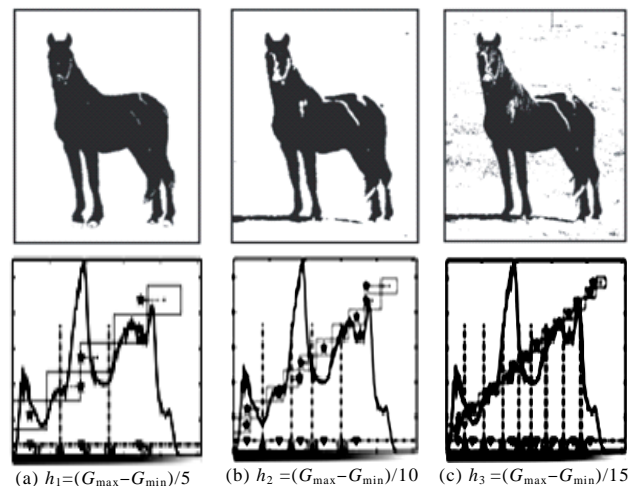 (a) h₁=(Gmax−Gmin)/5
(b) h₂ =(Gmax−Gmin)/10
(c) h₃=(Gmax−Gmin)/15